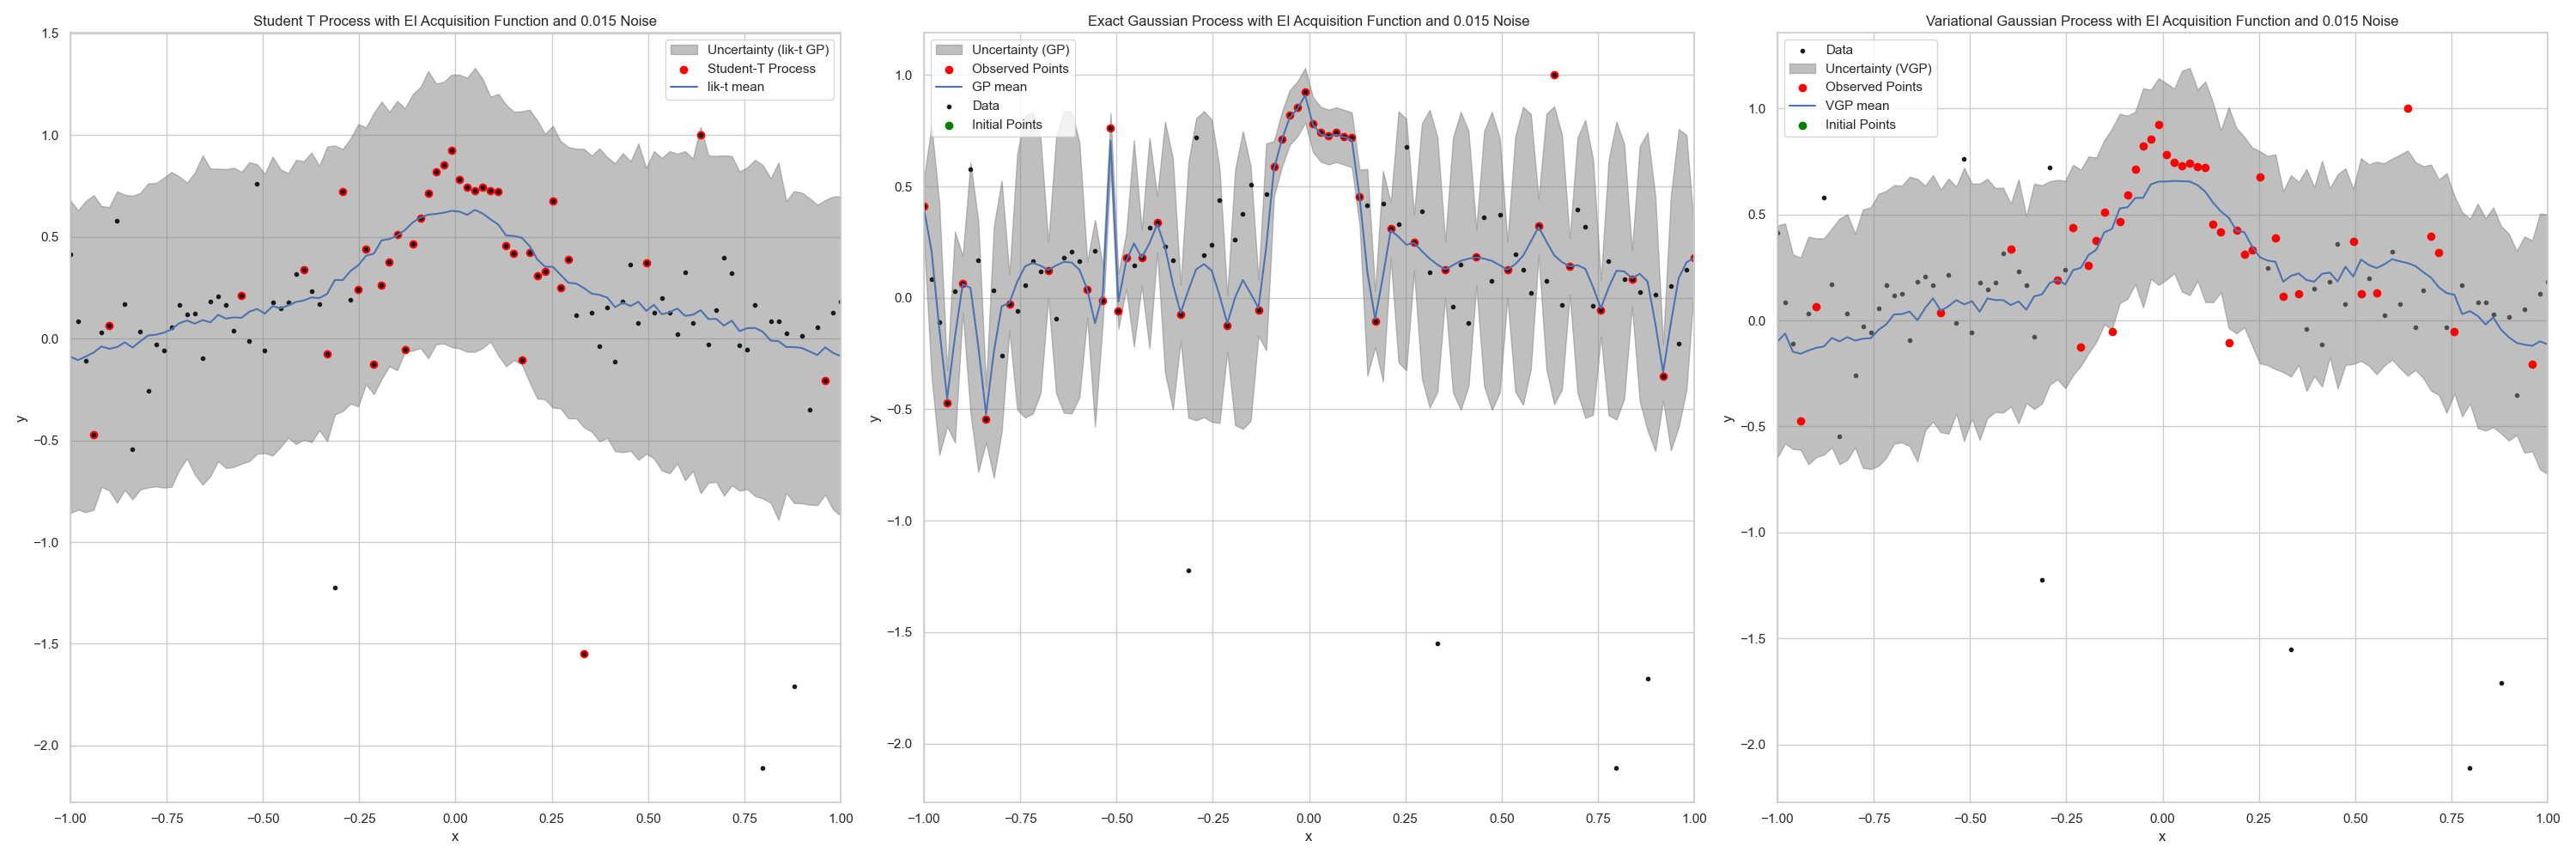 Student T Process with EI Acquisition Function and 0.015 Noise
1.5
1.0
0.5
0.0
−0.5
−1.0
−1.5
−2.0
y
Uncertainty (lik-t GP)
Student-T Process
lik-t mean
−1.00
−0.75
−0.50
−0.25
0.00
0.25
0.50
0.75
1.00
x
Exact Gaussian Process with EI Acquisition Function and 0.015 Noise
1.0
0.5
0.0
−0.5
−1.0
−1.5
−2.0
y
Uncertainty (GP)
Observed Points
GP mean
Data
Initial Points
−1.00
−0.75
−0.50
−0.25
0.00
0.25
0.50
0.75
1.00
x
Variational Gaussian Process with EI Acquisition Function and 0.015 Noise
1.0
0.5
0.0
−0.5
−1.0
−1.5
−2.0
y
Data
Uncertainty (VGP)
Observed Points
VGP mean
Initial Points
−1.00
−0.75
−0.50
−0.25
0.00
0.25
0.50
0.75
1.00
x